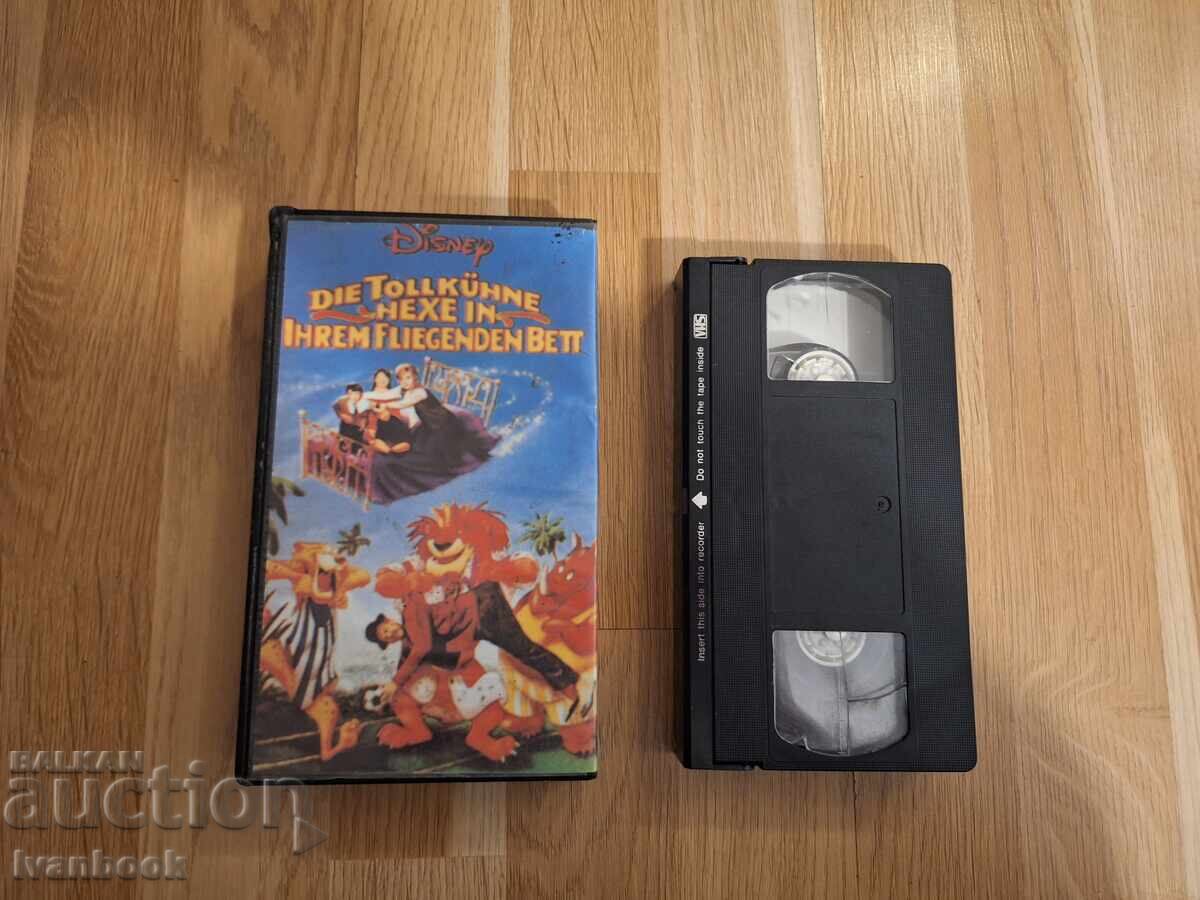 Disney
DIE TOLLKÜHNE
HEXE IN
IHREM FLIEGENDEN BETT
Insert this side into recorder Do not touch the tape inside VHS
BALKAN
auction
Ivanbook